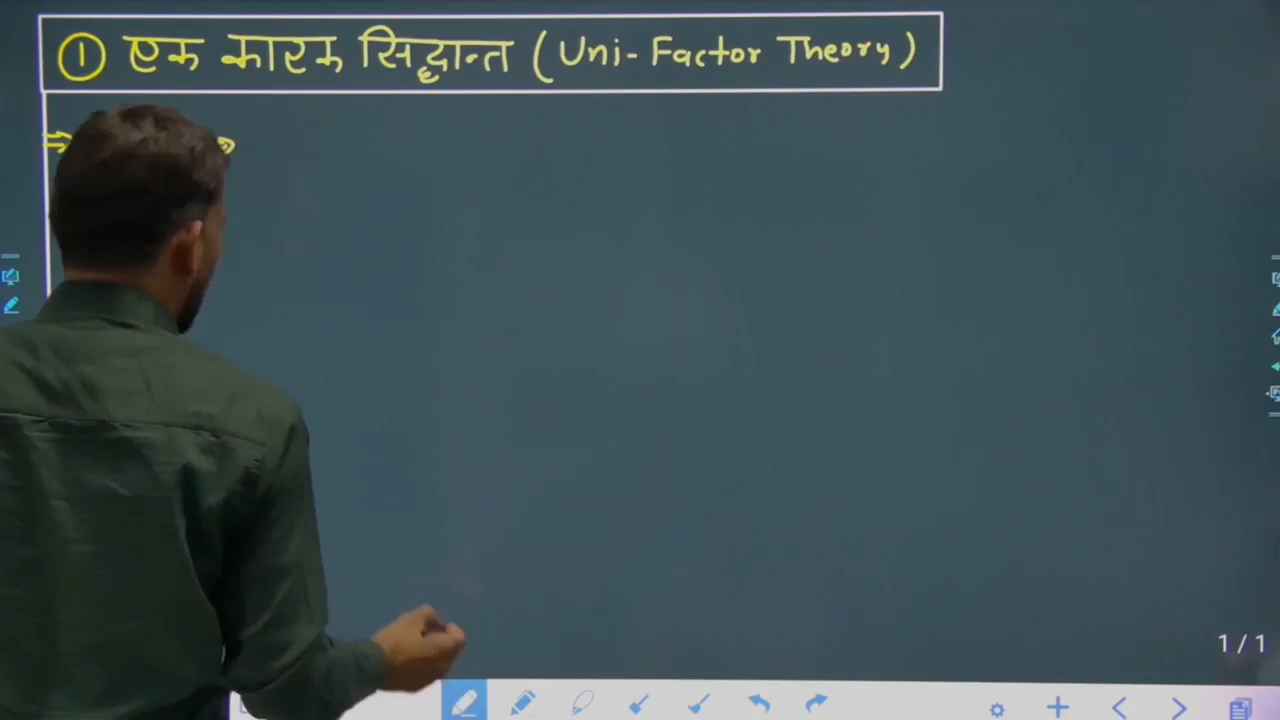 ① एक कारक सिद्धान्त (Uni-Factor Theory)
⇒
1/1